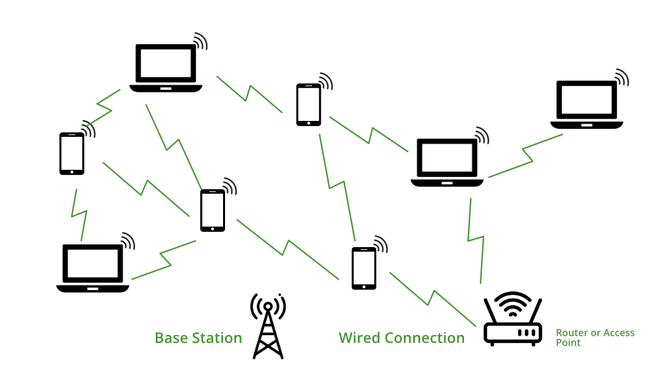 Base Station
Wired Connection
Router or Access
Point